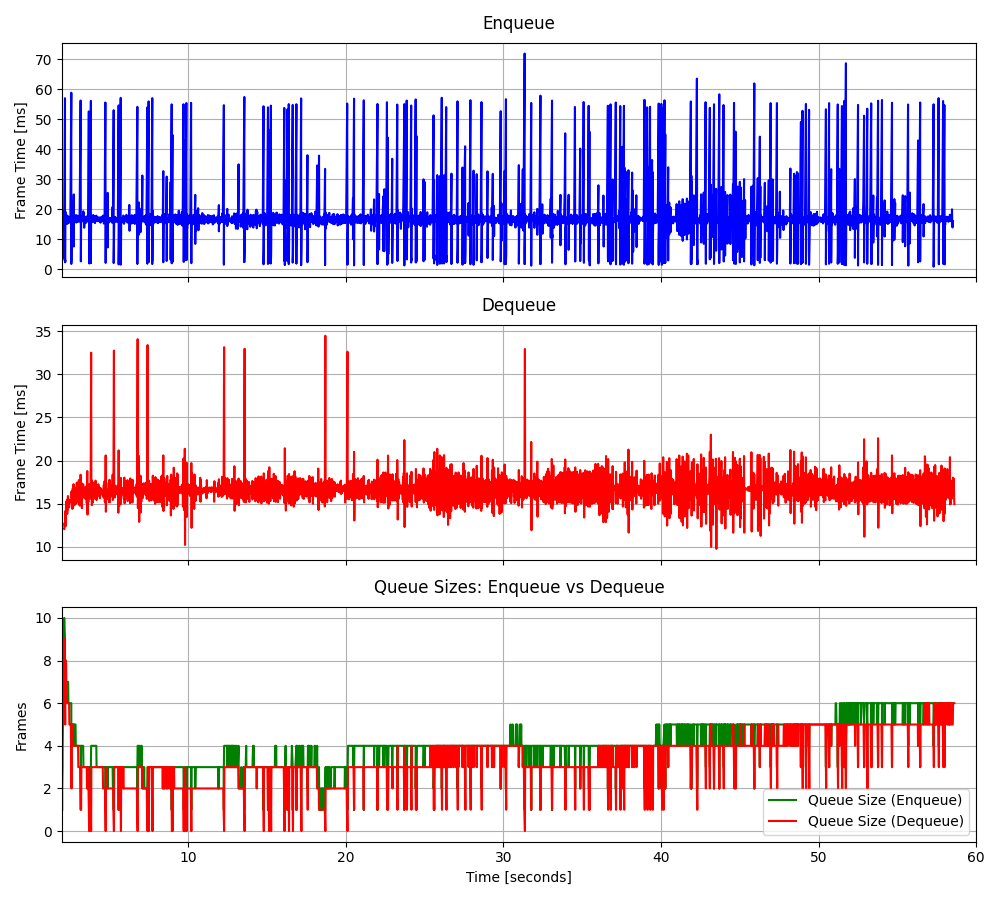 Enqueue
Frame Time [ms]
70
60
50
40
30
20
10
0
Dequeue
Frame Time [ms]
35
30
25
20
15
10
Queue Sizes: Enqueue vs Dequeue
Frames
10
8
6
4
2
0
Queue Size (Enqueue)
Queue Size (Dequeue)
10 20 30 40 50 60
Time [seconds]